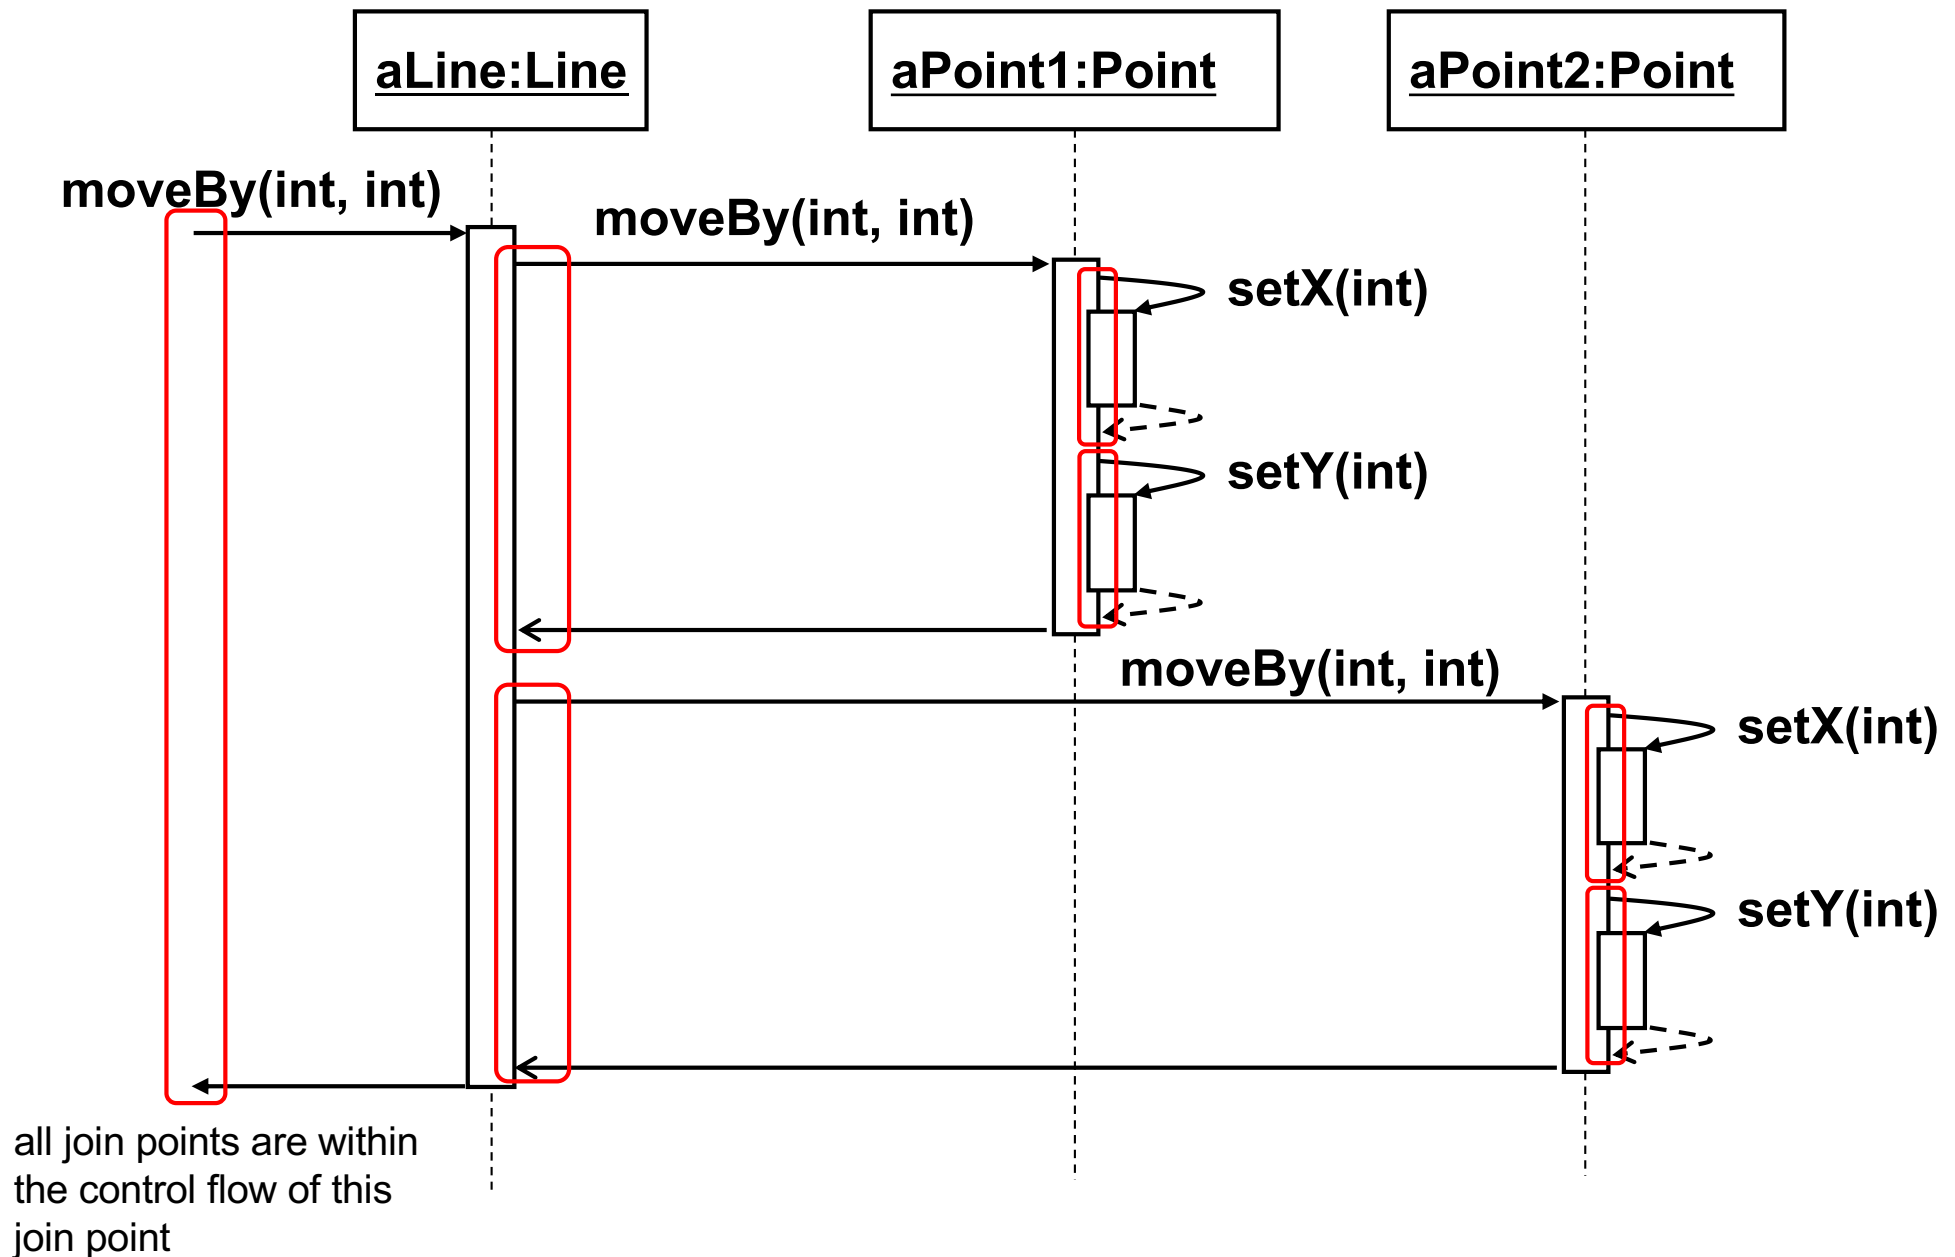 aLine:Line
aPoint1:Point
aPoint2:Point
moveBy(int, int)
moveBy(int, int)
setX(int)
setY(int)
moveBy(int, int)
setX(int)
setY(int)
all join points are within
the control flow of this
join point